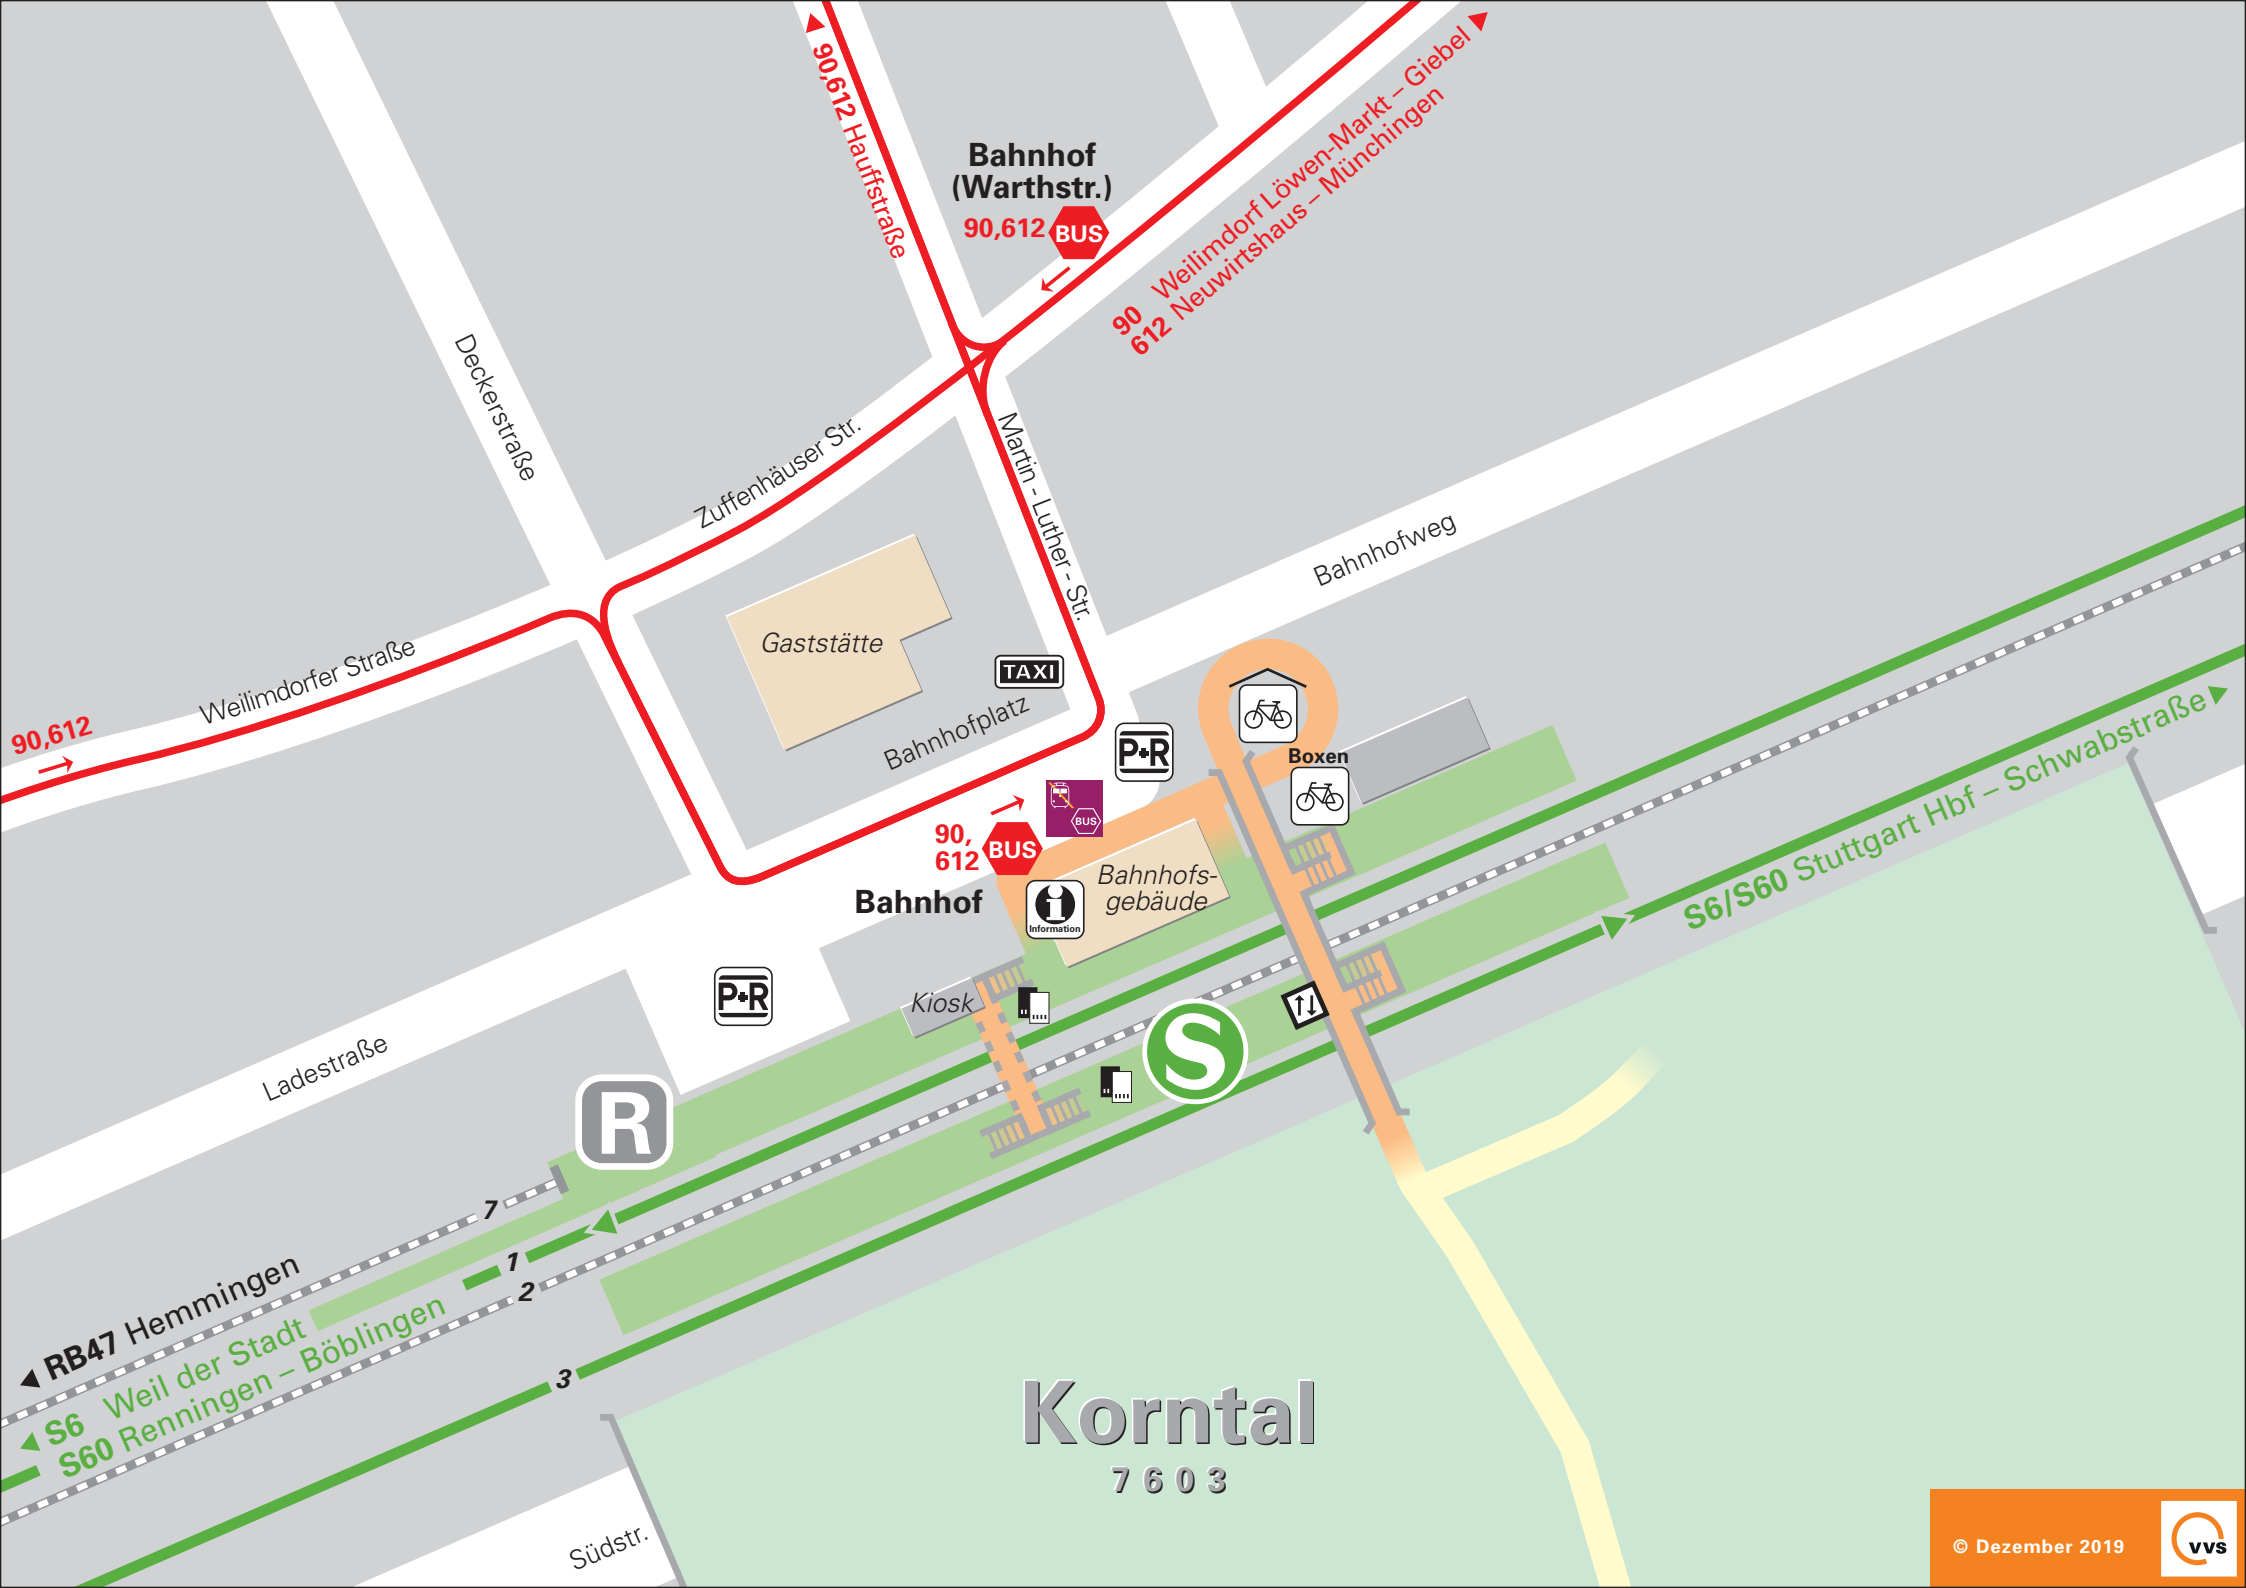 90,612 Hauffstraße
Bahnhof
(Warthstr.)
90,612
BUS
90 Weilimdorf Löwen-Markt – Giebel
612 Neuwirtshaus – Münchingen
Deckerstraße
Zuffenhäuser Str.
Martin - Luther - Str.
Bahnhofweg
Weilimdorfer Straße
90,612
Gaststätte
TAXI
Bahnhofplatz
P+R
Boxen
BUS
90,
612
BUS
Bahnhof
Information
Bahnhofs-
gebäude
S6/S60 Stuttgart Hbf – Schwabstraße
P+R
Kiosk
Ladestraße
S
R
7
1
2
3
RB47 Hemmingen
S6 Weil der Stadt
S60 Renningen – Böblingen
Korntal
7603
Südstr.
© Dezember 2019
vvs